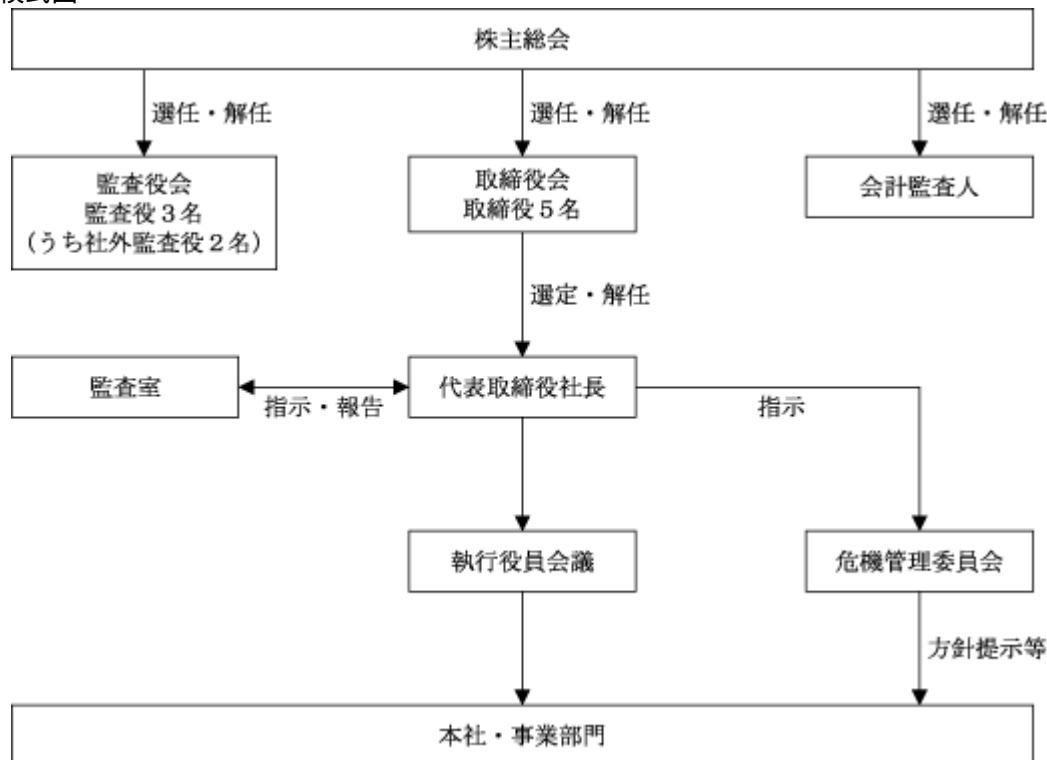 模式図
株主総会
選任・解任
選任・解任
選任・解任
監査役会
監査役3名
(うち社外監査役2名)
取締役会
取締役5名
会計監査人
選定・解任
監査室
指示・報告
代表取締役社長
指示
執行役員会議
危機管理委員会
方針提示等
本社・事業部門